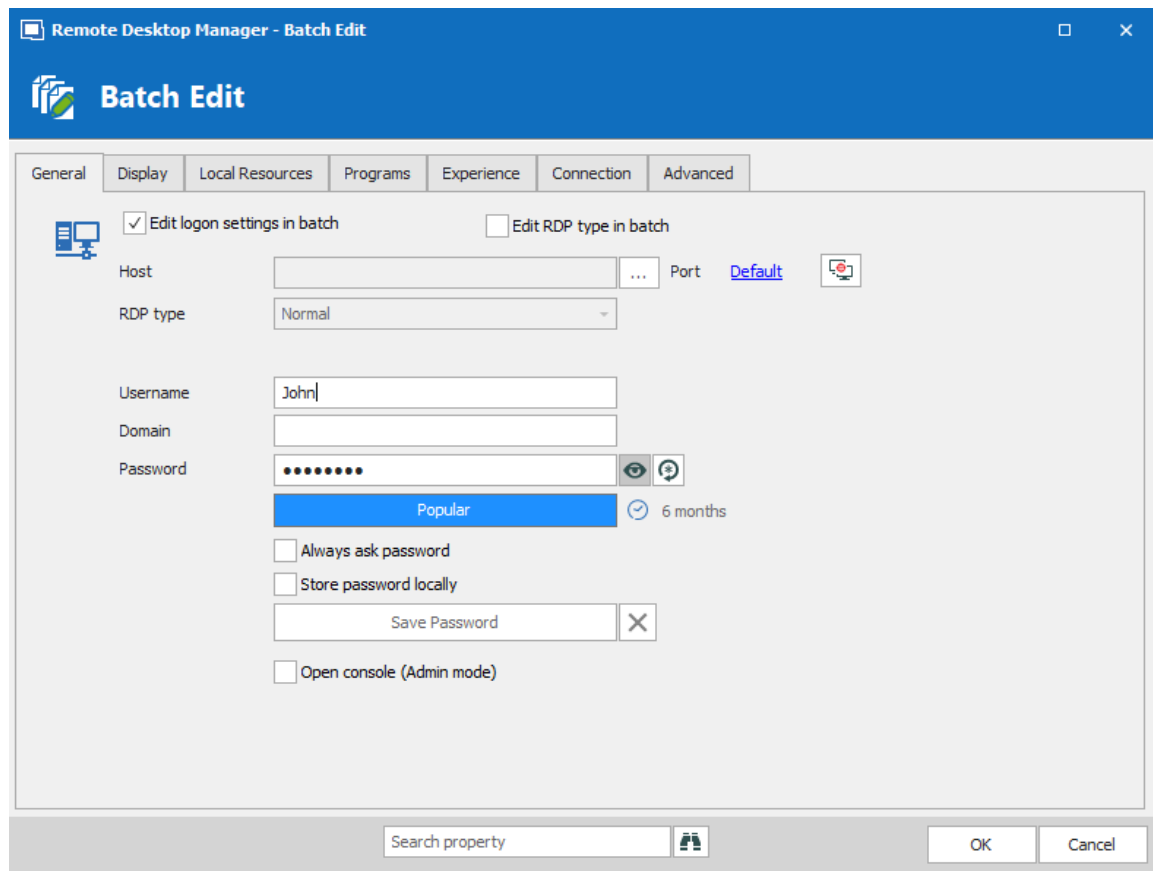 Remote Desktop Manager - Batch Edit
Batch Edit
General Display Local Resources Programs Experience Connection Advanced
Edit logon settings in batch Edit RDP type in batch
Host ... Port Default
RDP type Normal
Username John
Domain
Password ••••••••
Popular 6 months
Always ask password
Store password locally
Save Password
Open console (Admin mode)
Search property OK Cancel